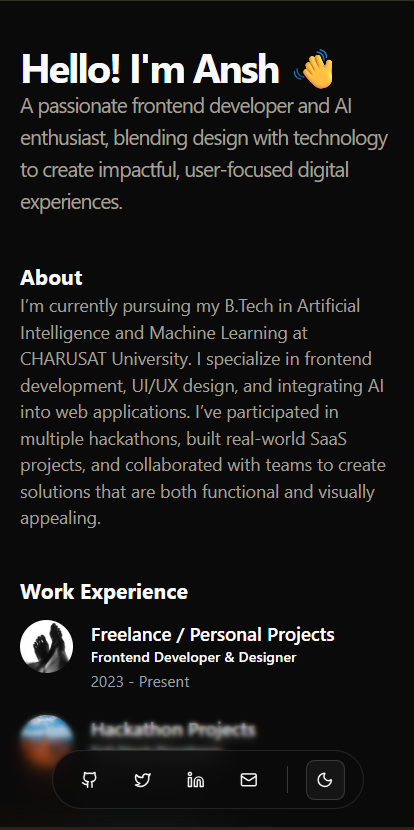 Hello! I'm Ansh 👋
A passionate frontend developer and AI
enthusiast, blending design with technology
to create impactful, user-focused digital
experiences.
About
I’m currently pursuing my B.Tech in Artificial
Intelligence and Machine Learning at
CHARUSAT University. I specialize in frontend
development, UI/UX design, and integrating AI
into web applications. I’ve participated in
multiple hackathons, built real-world SaaS
projects, and collaborated with teams to create
solutions that are both functional and visually
appealing.
Work Experience
Freelance / Personal Projects
Frontend Developer & Designer
2023 - Present
Hackathon Projects